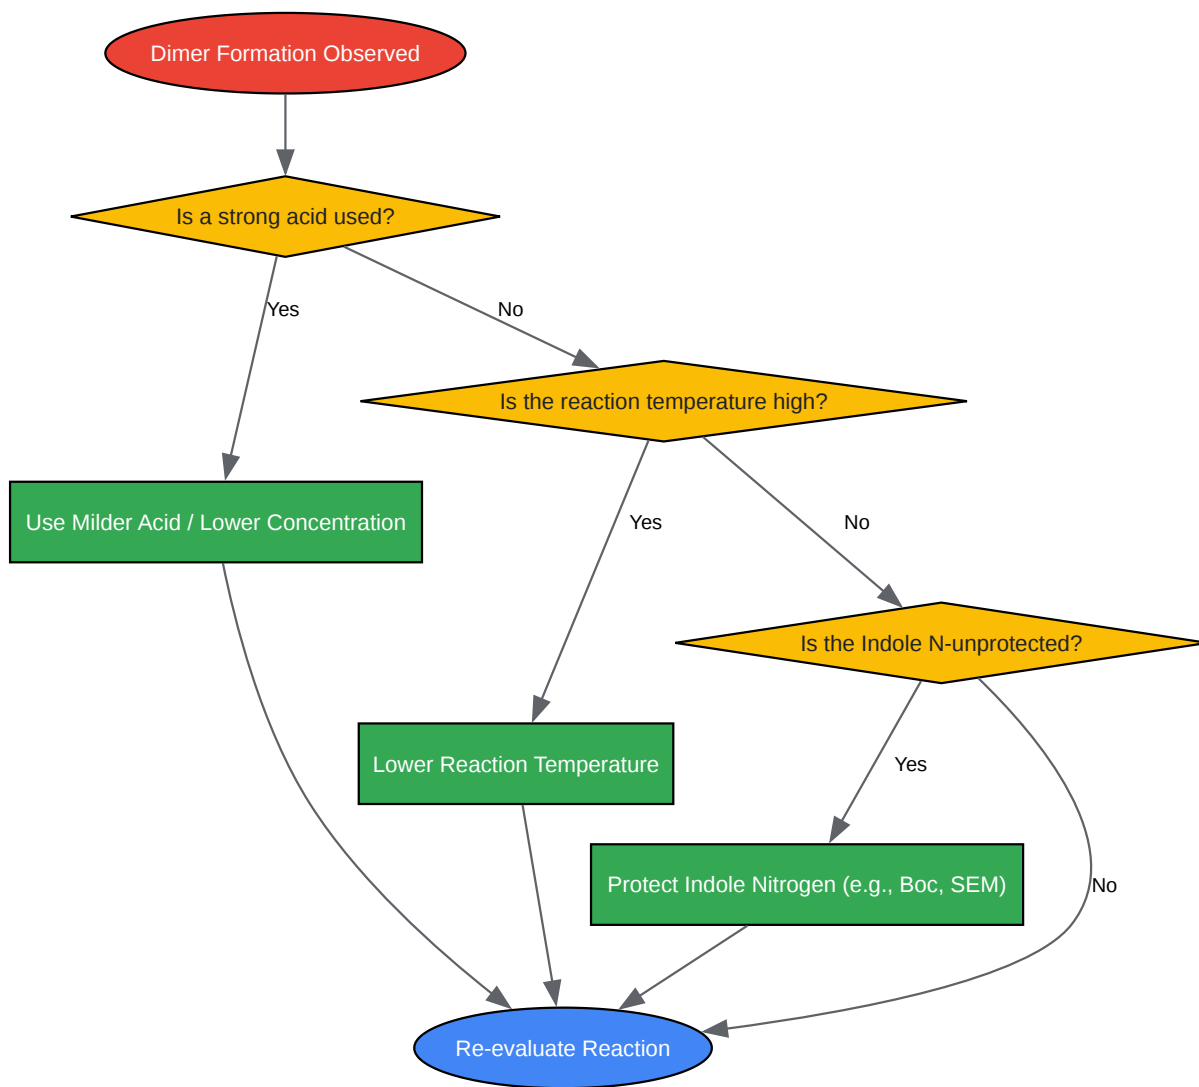 Dimer Formation Observed
Is a strong acid used?
Yes
No
Is the reaction temperature high?
Use Milder Acid / Lower Concentration
Yes
No
Is the Indole N-unprotected?
Lower Reaction Temperature
Yes
Protect Indole Nitrogen (e.g., Boc, SEM)
No
Re-evaluate Reaction